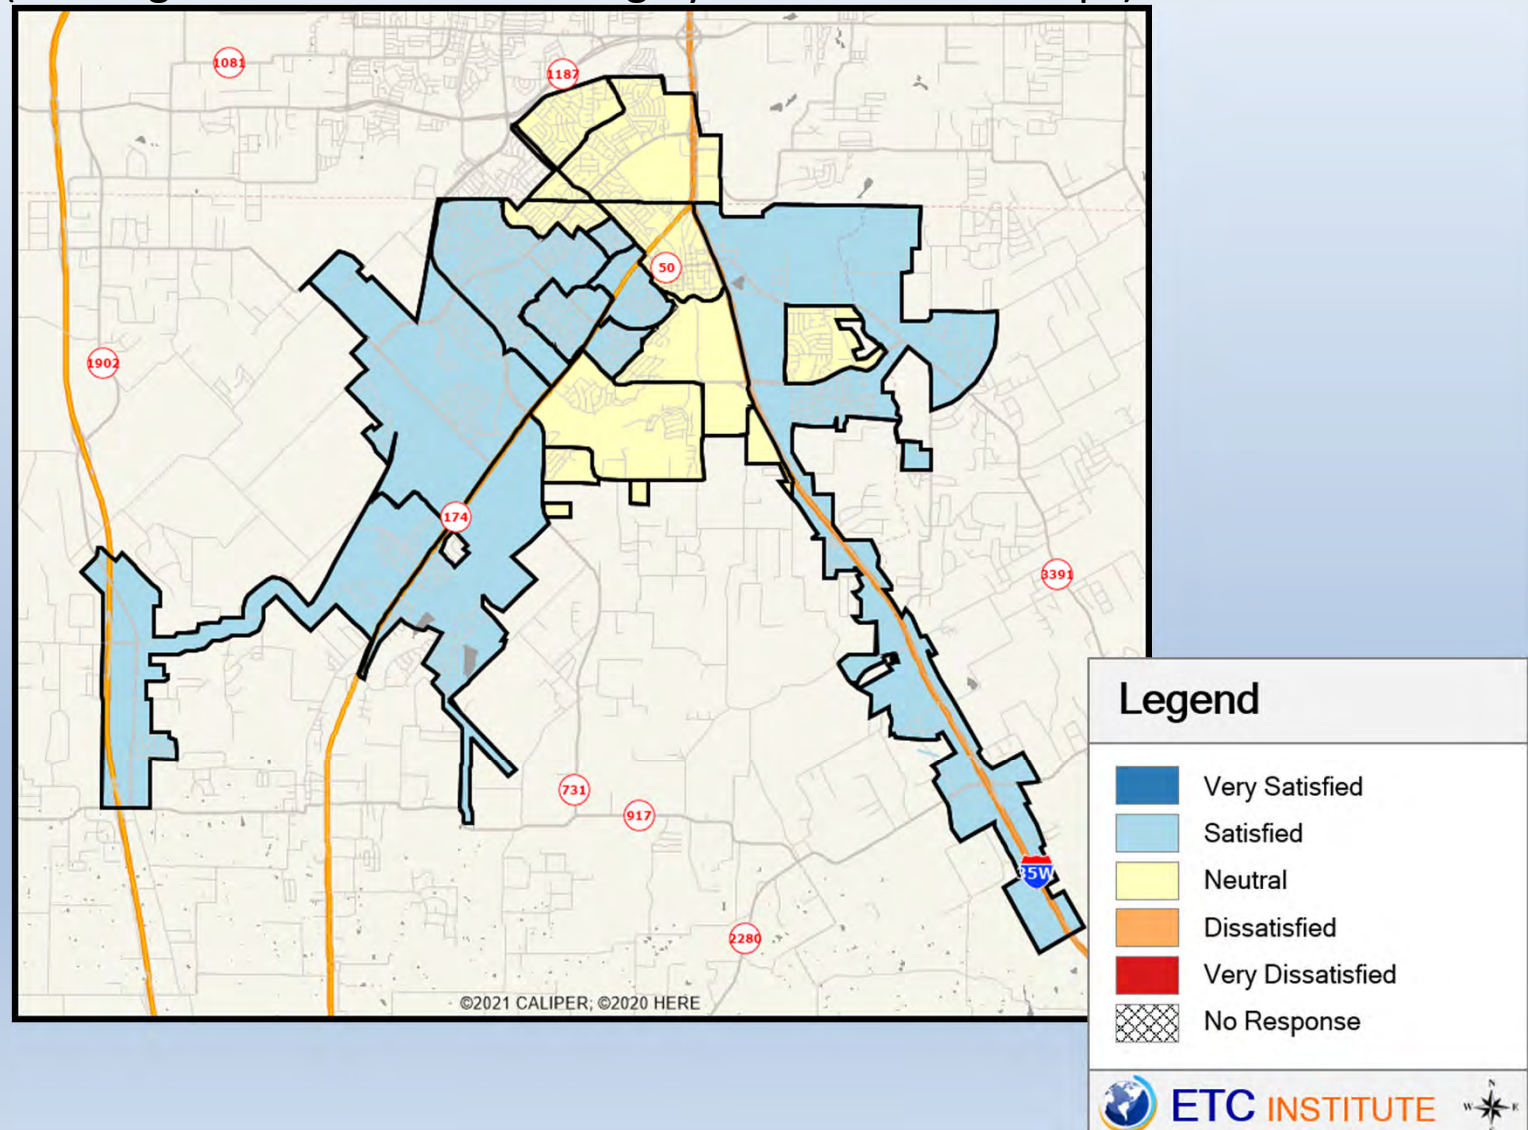 1081
1187
50
1902
174
3391
731
917
35W
2280
©2021 CALIPER; ©2020 HERE
Legend
Very Satisfied
Satisfied
Neutral
Dissatisfied
Very Dissatisfied
No Response
ETC INSTITUTE
N
W E